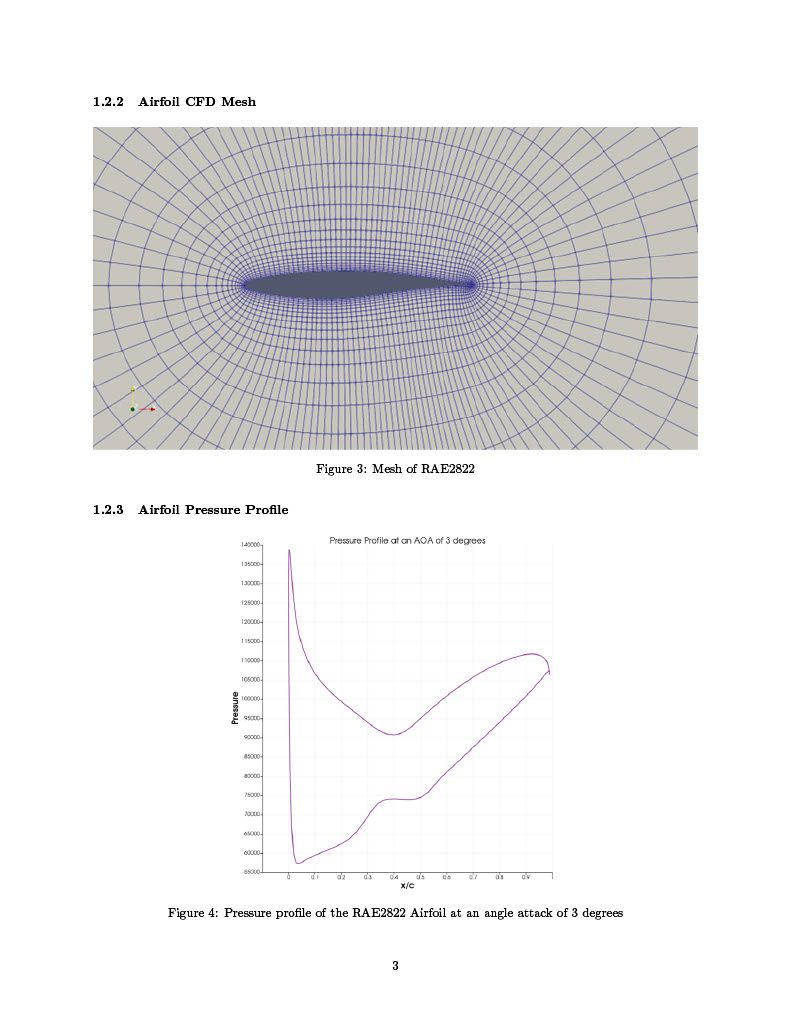 1.2.2 Airfoil CFD Mesh
Figure 3: Mesh of RAE2822
1.2.3 Airfoil Pressure Profile
Pressure Profile at an AOA of 3 degrees
140000
135000
130000
125000
120000
115000
110000
105000
100000
95000
90000
85000
80000
75000
70000
65000
60000
55000
Pressure
0 0.1 0.2 0.3 0.4 0.5 0.6 0.7 0.8 0.9 1
x/c
Figure 4: Pressure profile of the RAE2822 Airfoil at an angle attack of 3 degrees
3